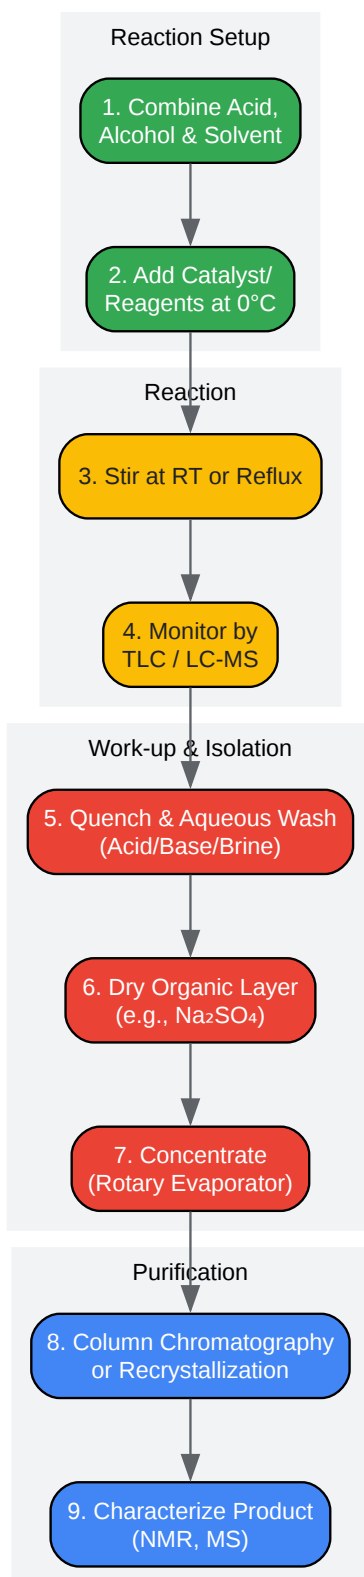 Reaction Setup
1. Combine Acid,
Alcohol & Solvent
2. Add Catalyst/
Reagents at 0°C
Reaction
3. Stir at RT or Reflux
4. Monitor by
TLC / LC-MS
Work-up & Isolation
5. Quench & Aqueous Wash
(Acid/Base/Brine)
6. Dry Organic Layer
(e.g., Na₂SO₄)
7. Concentrate
(Rotary Evaporator)
Purification
8. Column Chromatography
or Recrystallization
9. Characterize Product
(NMR, MS)